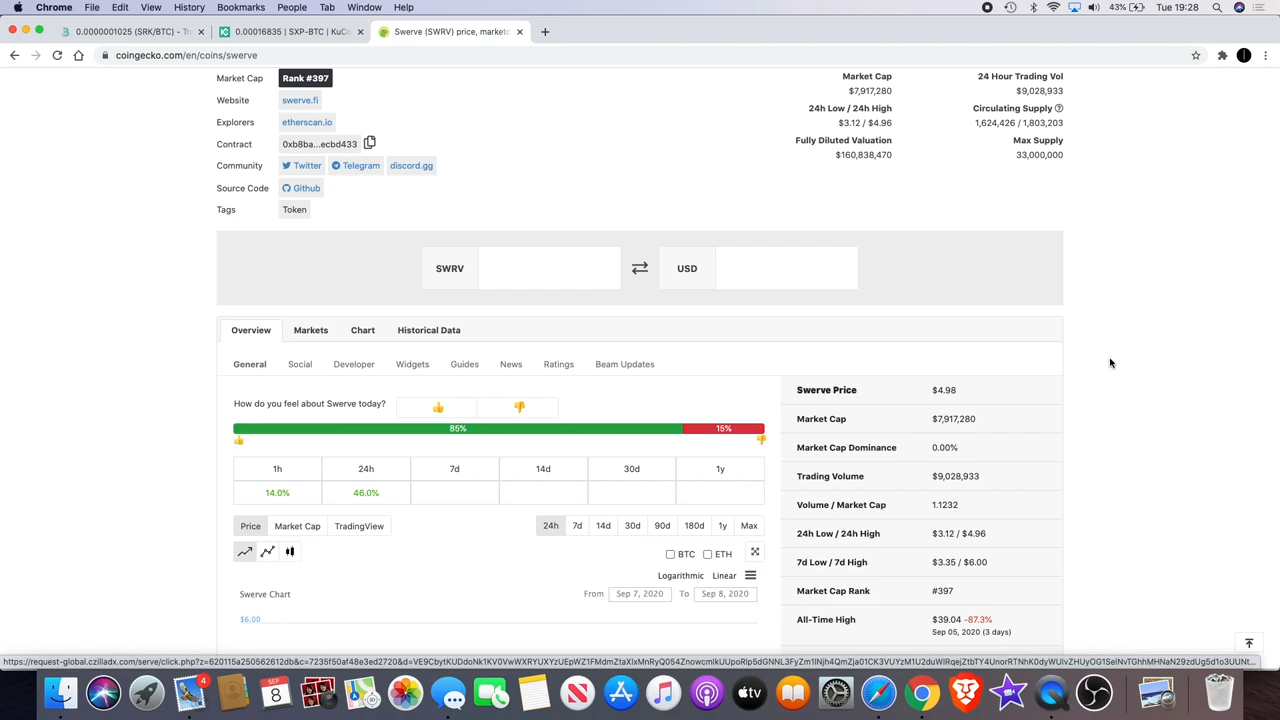 Chrome File Edit View History Bookmarks People Tab Window Help 43% Tue 19:28
0.0000001025 (SRK/BTC) - Tr
0.00016835 | SXP-BTC | KuC
Swerve (SWRV) price, marketc
coingecko.com/en/coins/swerve
Market Cap Rank #397
Website swerve.fi
Explorers etherscan.io
Contract 0xb8ba...ecbd433
Community Twitter Telegram discord.gg
Source Code Github
Tags Token
Market Cap 24 Hour Trading Vol
$7,917,280 $9,028,933
24h Low / 24h High Circulating Supply
$3.12 / $4.96 1,624,426 / 1,803,203
Fully Diluted Valuation Max Supply
$160,838,470 33,000,000
SWRV USD
Overview Markets Chart Historical Data
General Social Developer Widgets Guides News Ratings Beam Updates
How do you feel about Swerve today?
85% 15%
1h 24h 7d 14d 30d 1y
14.0% 46.0%
Price Market Cap TradingView 24h 7d 14d 30d 90d 180d 1y Max
BTC ETH
Logarithmic Linear
Swerve Chart From Sep 7, 2020 To Sep 8, 2020
$6.00
Swerve Price $4.98
Market Cap $7,917,280
Market Cap Dominance 0.00%
Trading Volume $9,028,933
Volume / Market Cap 1.1232
24h Low / 24h High $3.12 / $4.96
7d Low / 7d High $3.35 / $6.00
Market Cap Rank #397
All-Time High $39.04 -87.3%
Sep 05, 2020 (3 days)
4
SEP
8
tv